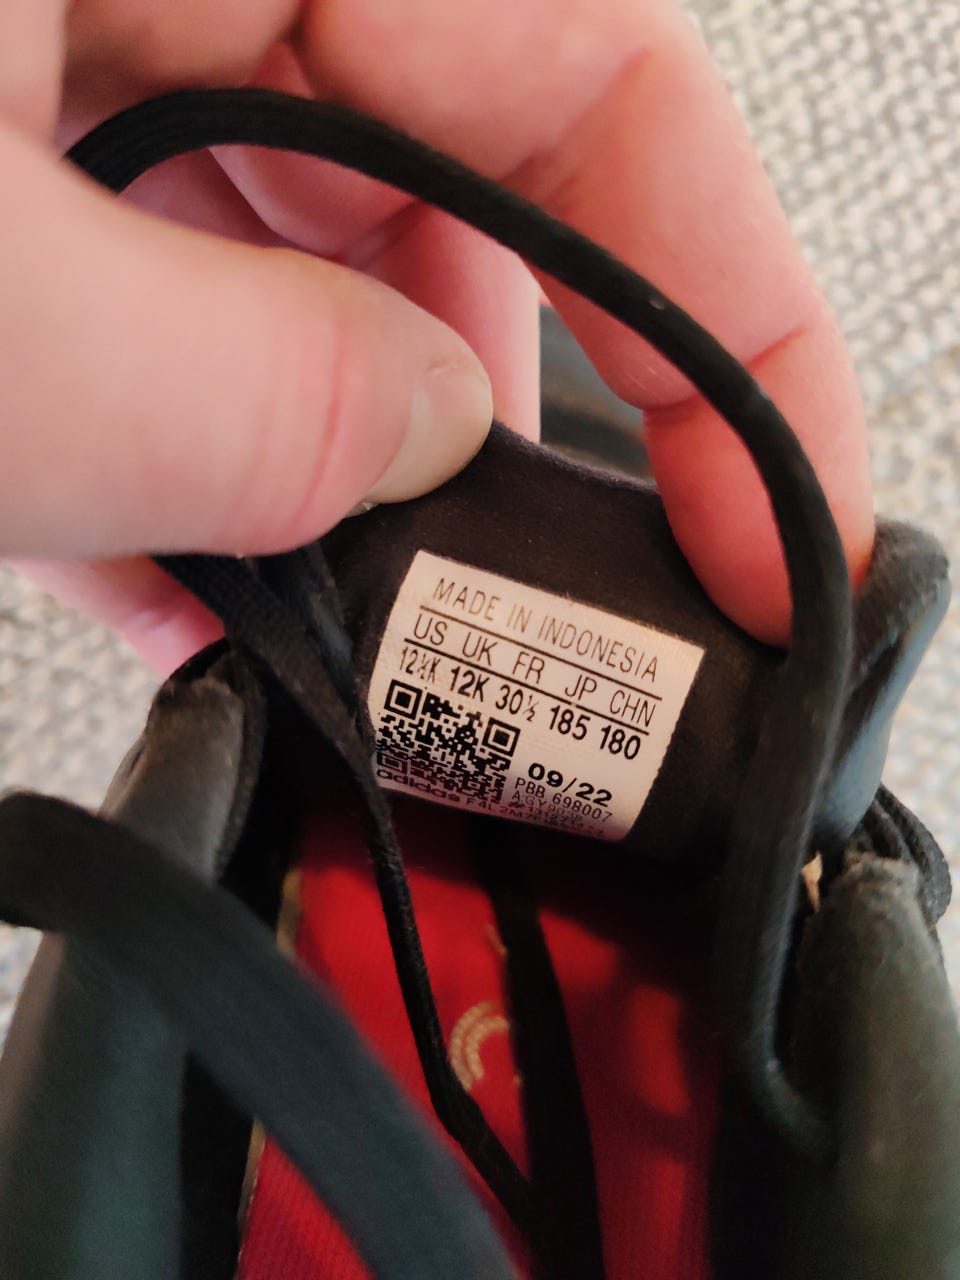 MADE IN INDONESIA
US UK FR JP CHN
12½K 12K 30½ 185 180
09/22
PBB 698007
adidas F4L